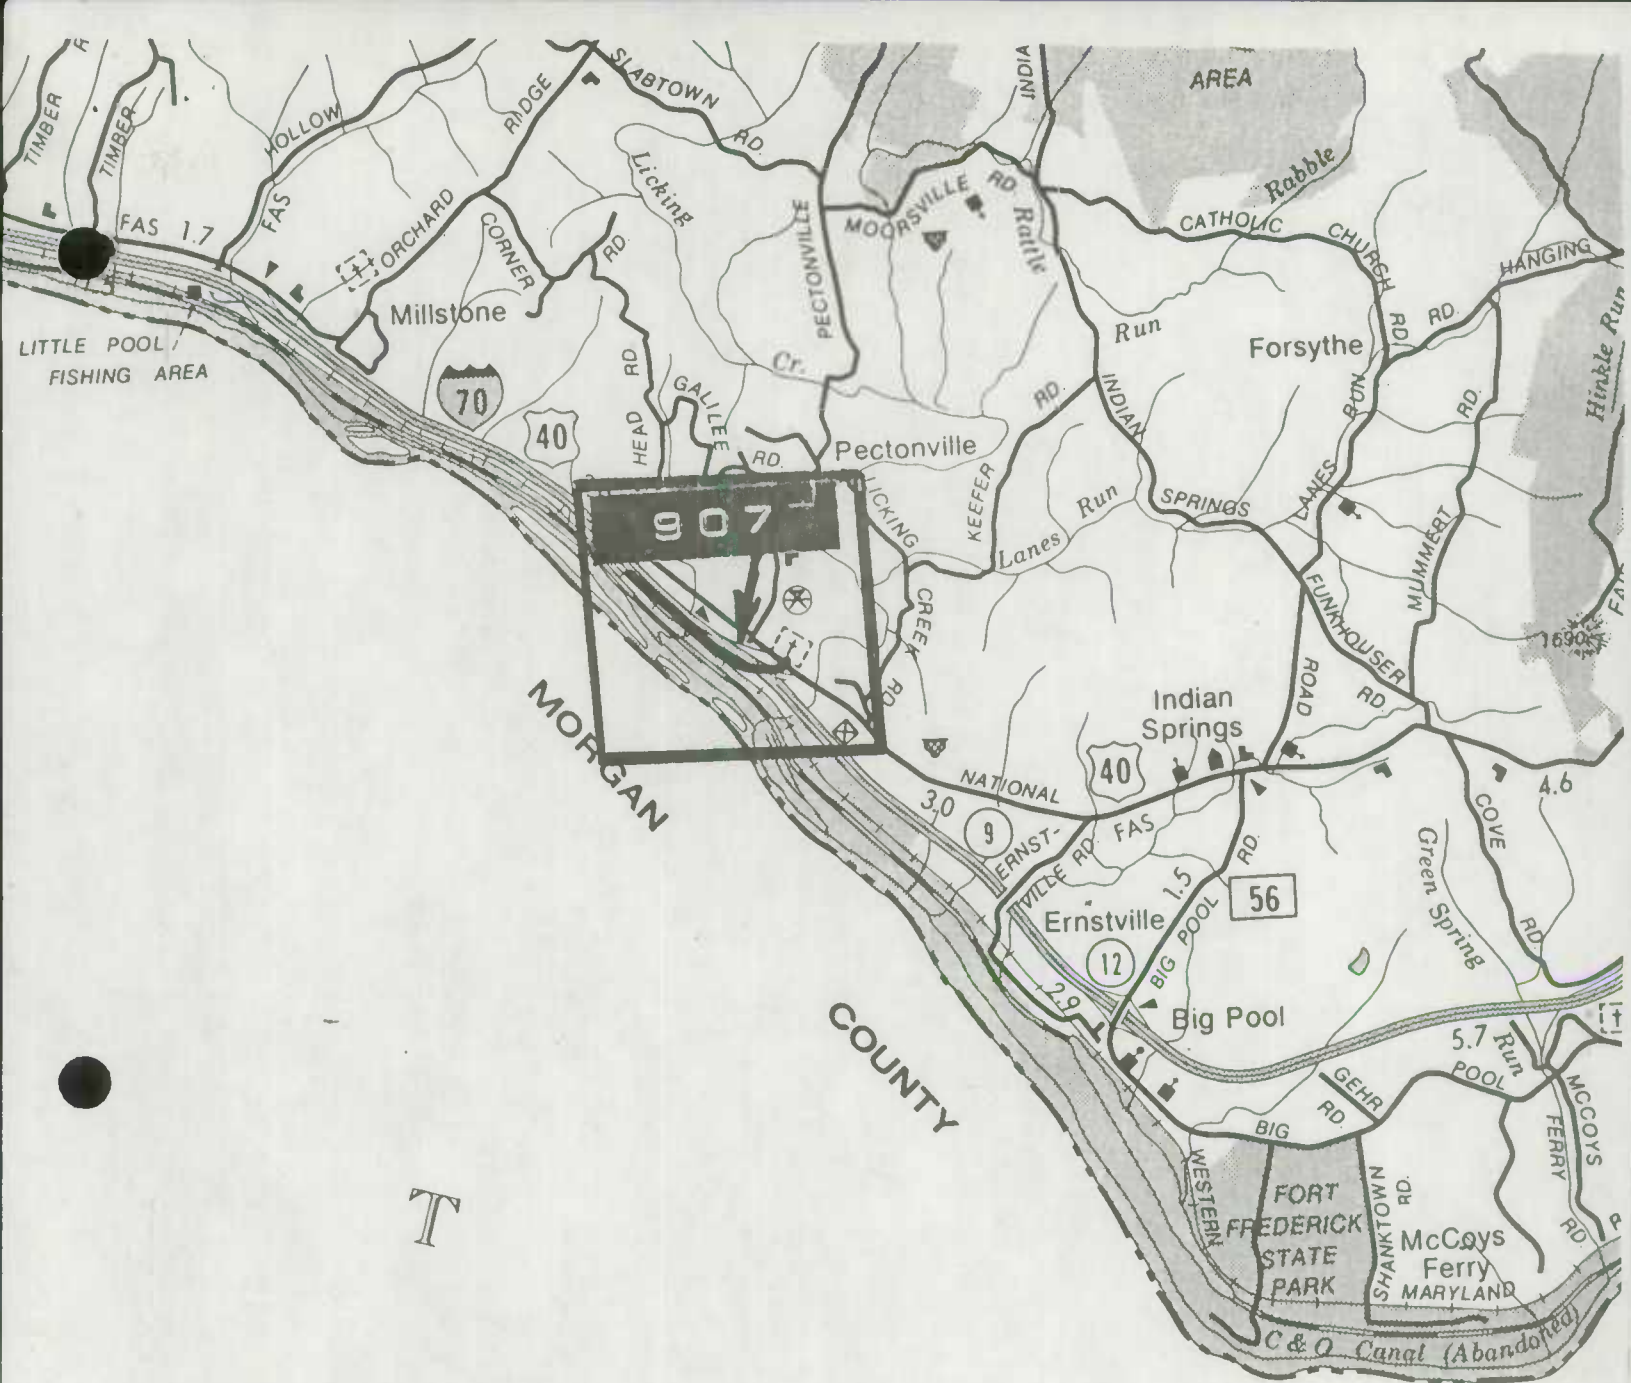 TIMBER
TIMBER
HOLLOW
FAS
FAS 1.7
RIDGE
ORCHARD
CORNER
RD.
SLABTOWN
RD.
Licking
Cr.
PECTONVILLE
MOORSVILLE RD.
INDIA
AREA
Rabble
Rattle
Run
CATHOLIC
CHURCH
RD.
HANGING
RD.
Hinkle Run
LITTLE POOL
FISHING AREA
Millstone
70
40
HEAD RD.
GALILEE
RD.
Pectonville
Forsythe
KEEFER
RD.
INDIAN
SPRINGS
LANES
RUN
MUMMERT
RD.
907
LICKING
CREEK
RD.
Lanes
Run
FUNKHOUSER
RD.
ROAD
1690
MORGAN
COUNTY
Indian
Springs
40
NATIONAL
3.0
9
ERNST-
VILLE RD.
FAS
1.5
RD.
56
Ernstville
12
BIG POOL
2.9
Big Pool
COVE
RD.
4.6
Green Spring
Run
5.7
POOL
GEHR
RD.
BIG
MCCOYS
FERRY
RD.
WESTERN
FORT
FREDERICK
STATE
PARK
SHANKTOWN
RD.
McCoys
Ferry
MARYLAND
C & O Canal (Abandoned)
T